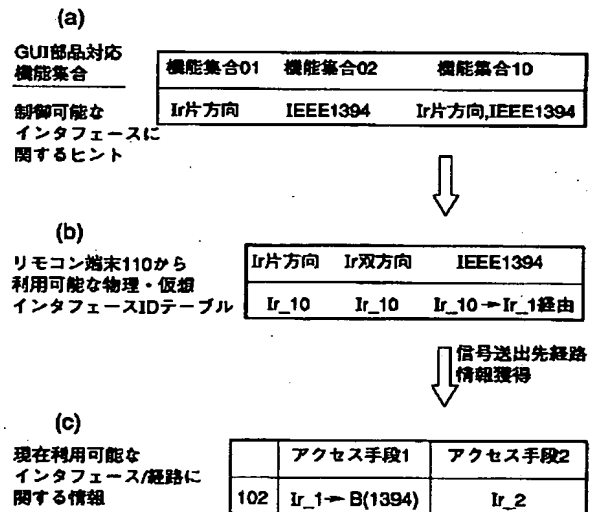 (a)
GUI部品対応
機能集合
機能集合01 機能集合02 機能集合10
制御可能な
インタフェースに
関するヒント
Ir片方向 IEEE1394 Ir片方向,IEEE1394
(b)
リモコン端末110から
利用可能な物理・仮想
インタフェースIDテーブル
Ir片方向 Ir双方向 IEEE1394
Ir_10 Ir_10 Ir_10→Ir_1経由
信号送出先経路
情報獲得
(c)
現在利用可能な
インタフェース/経路に
関する情報
アクセス手段1 アクセス手段2
102 Ir_1→B(1394) Ir_2